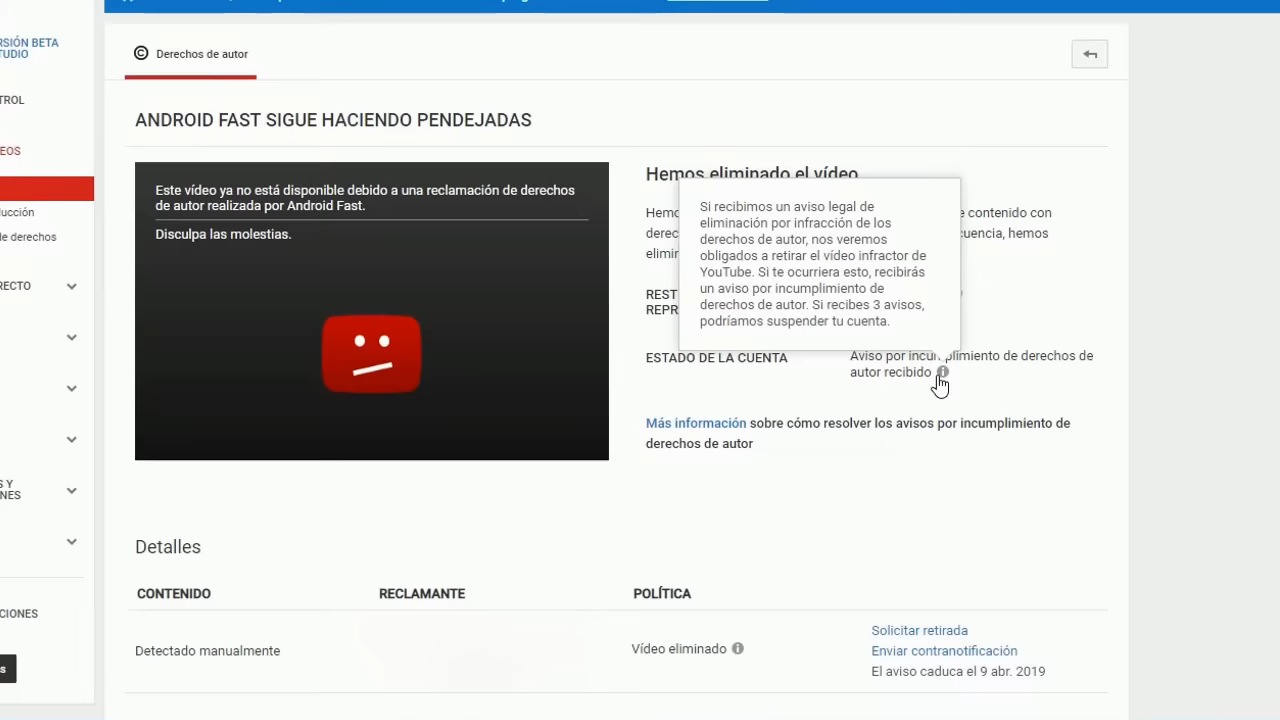 RSIÓN BETA
TUDIO
TROL
EOS
ucción
de derechos
RECTO
S Y
NES
CIONES
s
Derechos de autor
ANDROID FAST SIGUE HACIENDO PENDEJADAS
Este vídeo ya no está disponible debido a una reclamación de derechos
de autor realizada por Android Fast.
Disculpa las molestias.
Hemos eliminado el vídeo
Hemo e contenido con
derec cuencia, hemos
elimin
Si recibimos un aviso legal de
eliminación por infracción de los
derechos de autor, nos veremos
obligados a retirar el vídeo infractor de
YouTube. Si te ocurriera esto, recibirás
un aviso por incumplimiento de
derechos de autor. Si recibes 3 avisos,
podríamos suspender tu cuenta.
REST
REPR
ESTADO DE LA CUENTA
Aviso por incumplimiento de derechos de
autor recibido
Más información sobre cómo resolver los avisos por incumplimiento de
derechos de autor
Detalles
CONTENIDO RECLAMANTE POLÍTICA
Detectado manualmente Vídeo eliminado
Solicitar retirada
Enviar contranotificación
El aviso caduca el 9 abr. 2019